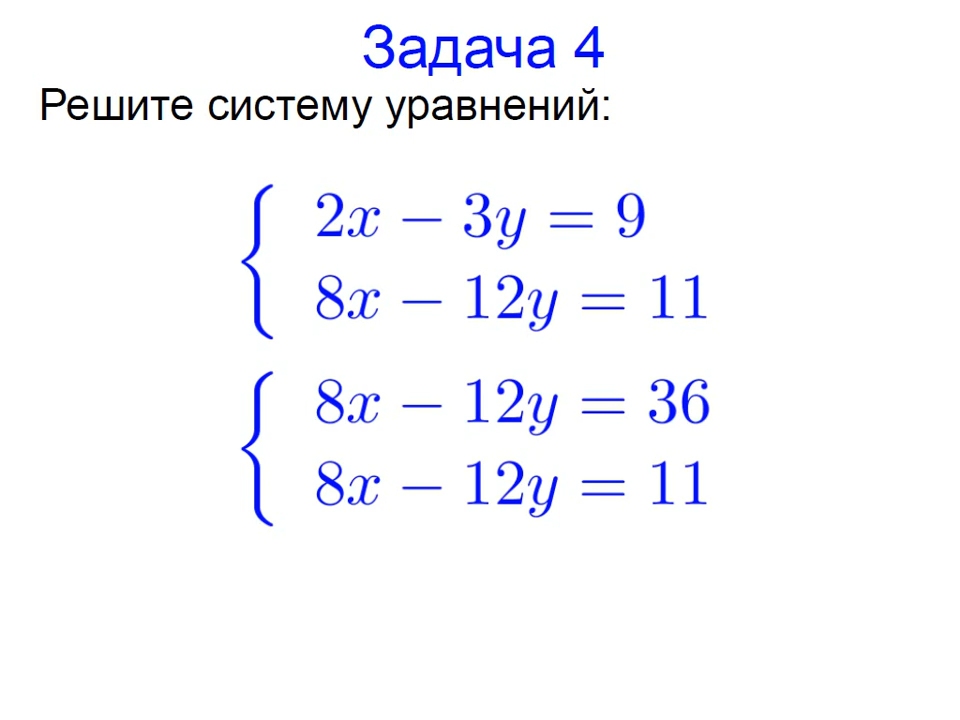 Задача 4
Решите систему уравнений:
2x − 3y = 9
8x − 12y = 11
8x − 12y = 36
8x − 12y = 11